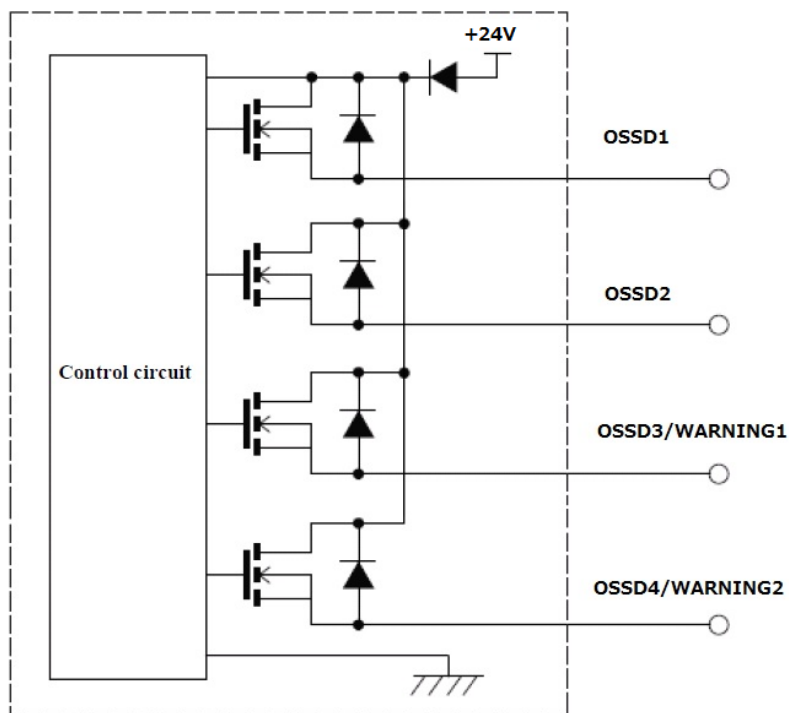 +24V
OSSD1
OSSD2
Control circuit
OSSD3/WARNING1
OSSD4/WARNING2